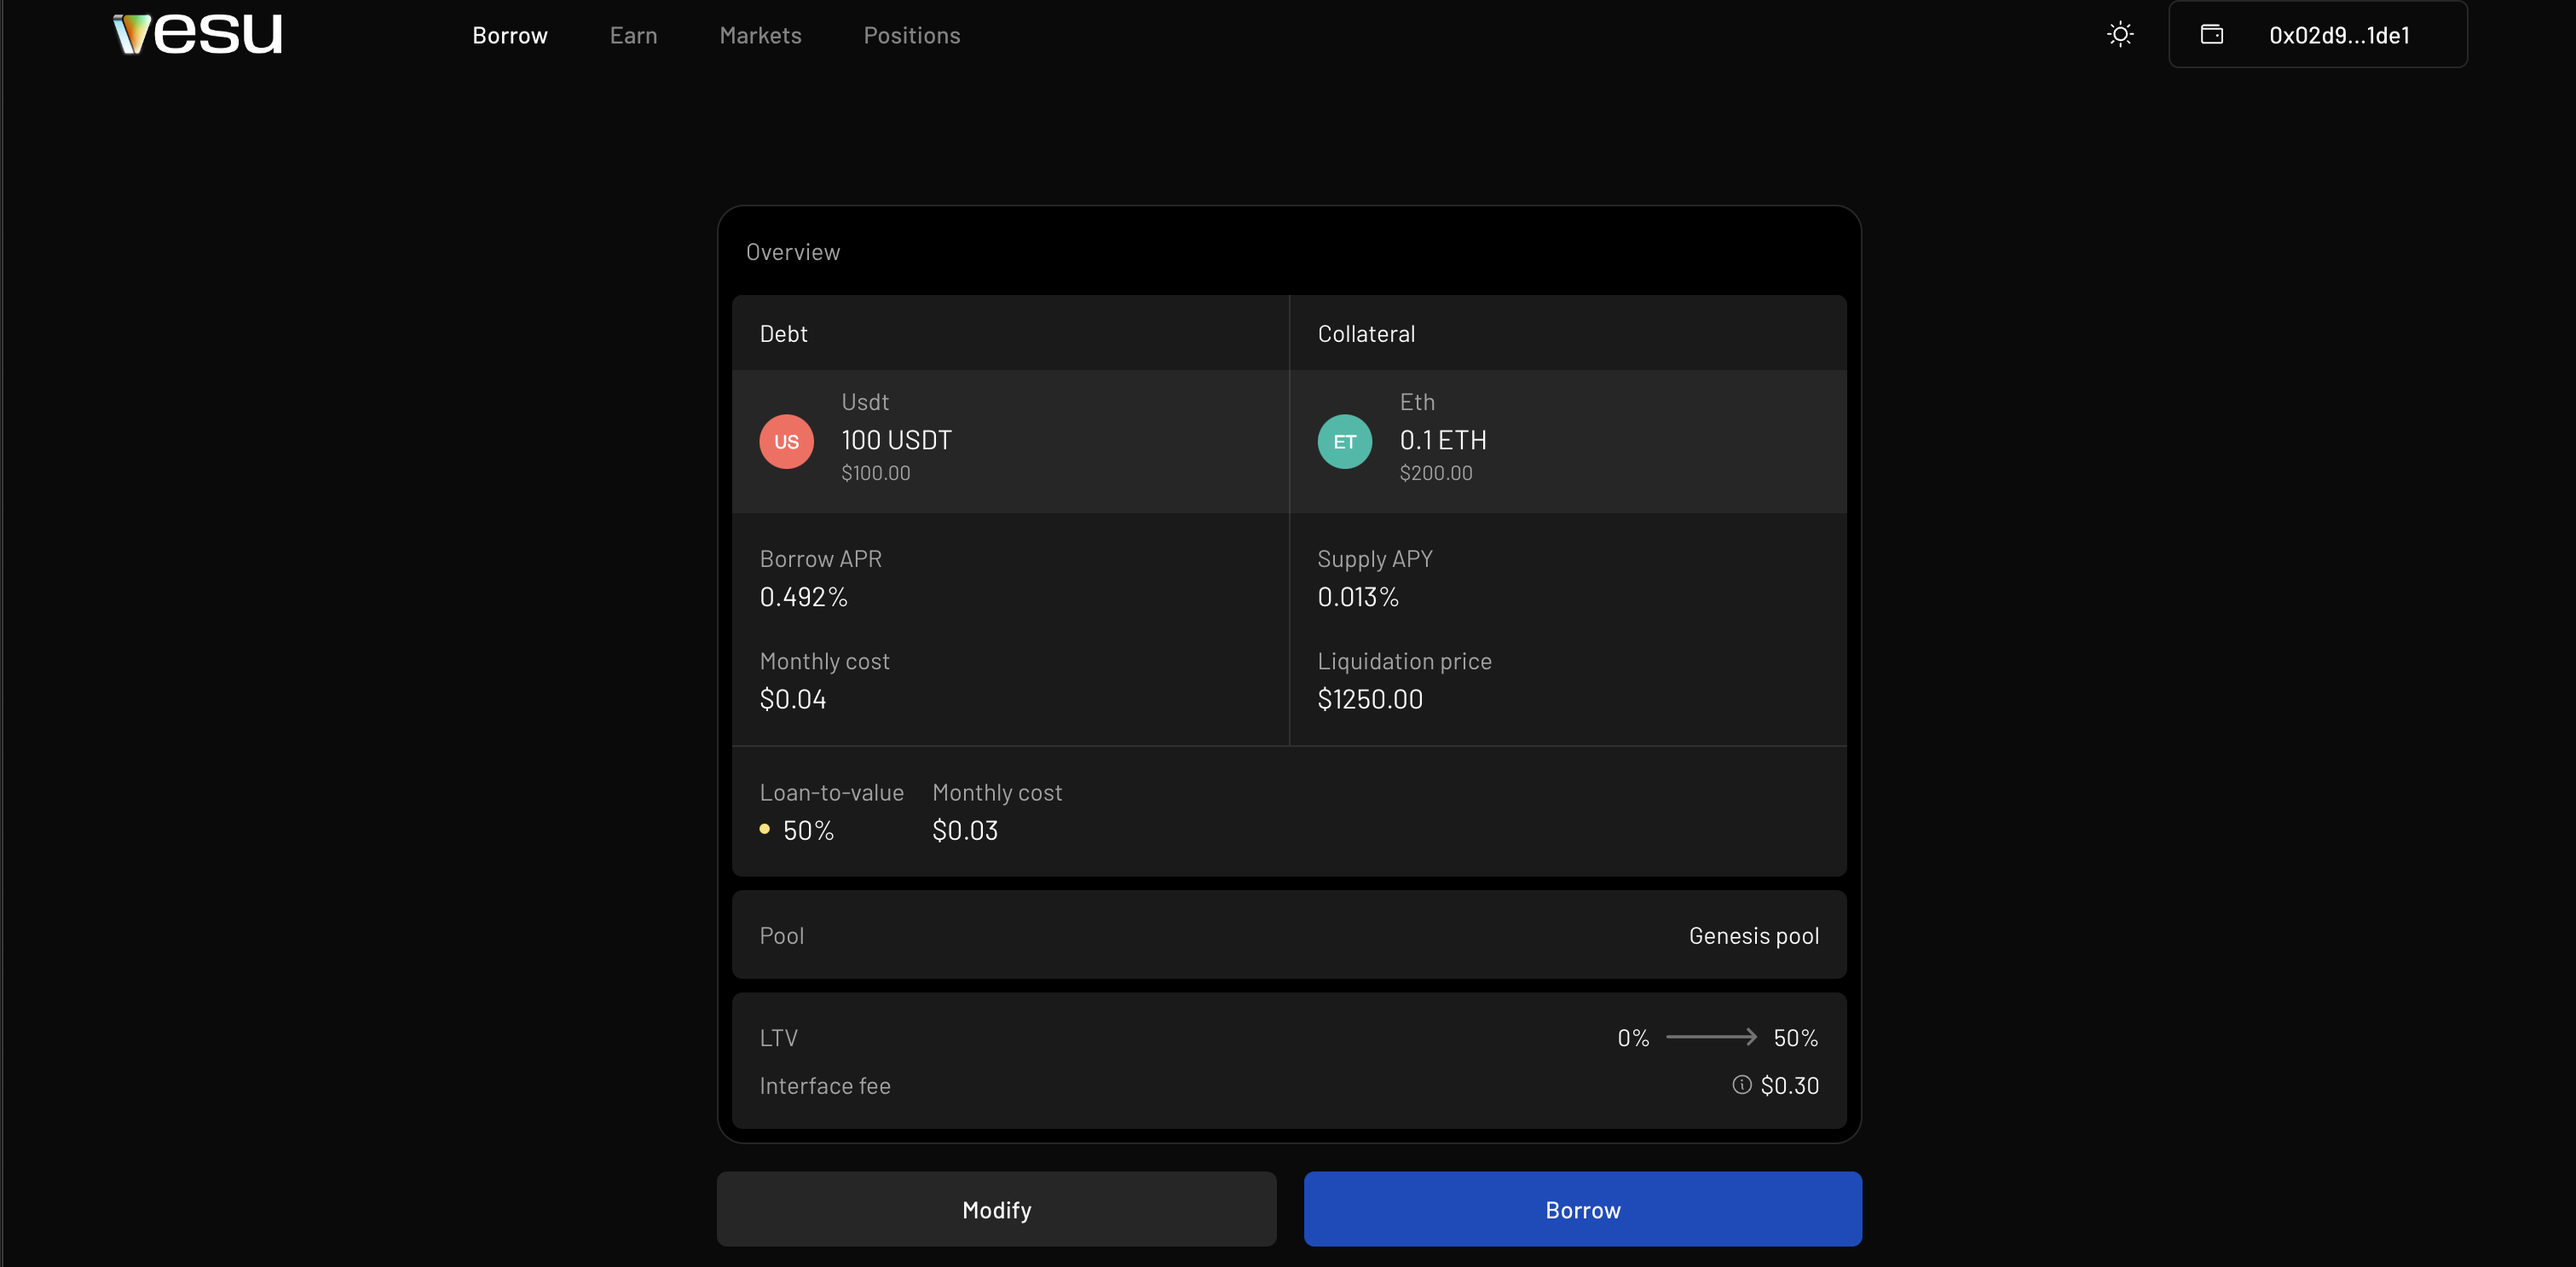 vesu
Borrow Earn Markets Positions
0x02d9...1de1
Overview
Debt
Collateral
US
Usdt
100 USDT
$100.00
ET
Eth
0.1 ETH
$200.00
Borrow APR
0.492%
Supply APY
0.013%
Monthly cost
$0.04
Liquidation price
$1250.00
Loan-to-value
50%
Monthly cost
$0.03
Pool
Genesis pool
LTV
0% 50%
Interface fee
$0.30
Modify
Borrow